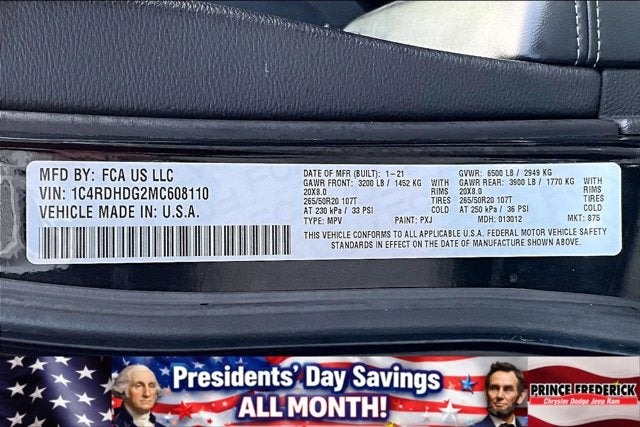 MFD BY: FCA US LLC
VIN: 1C4RDHDG2MC608110
VEHICLE MADE IN: U.S.A.
DATE OF MFR (BUILT): 1-21 GVWR: 6500 LB / 2949 KG
GAWR FRONT: 3200 LB / 1452 KG WITH GAWR REAR: 3900 LB / 1770 KG WITH
20X8.0 RIMS 20X8.0 RIMS
265/50R20 107T TIRES 265/50R20 107T TIRES
AT 230 kPa / 33 PSI COLD AT 250 kPa / 36 PSI COLD
TYPE: MPV PAINT: PXJ MDH: 013012 MKT: 875
THIS VEHICLE CONFORMS TO ALL APPLICABLE U.S.A. FEDERAL MOTOR VEHICLE SAFETY
STANDARDS IN EFFECT ON THE DATE OF MANUFACTURE SHOWN ABOVE.
Presidents' Day Savings
ALL MONTH!
PRINCE FREDERICK
Chrysler Dodge Jeep Ram